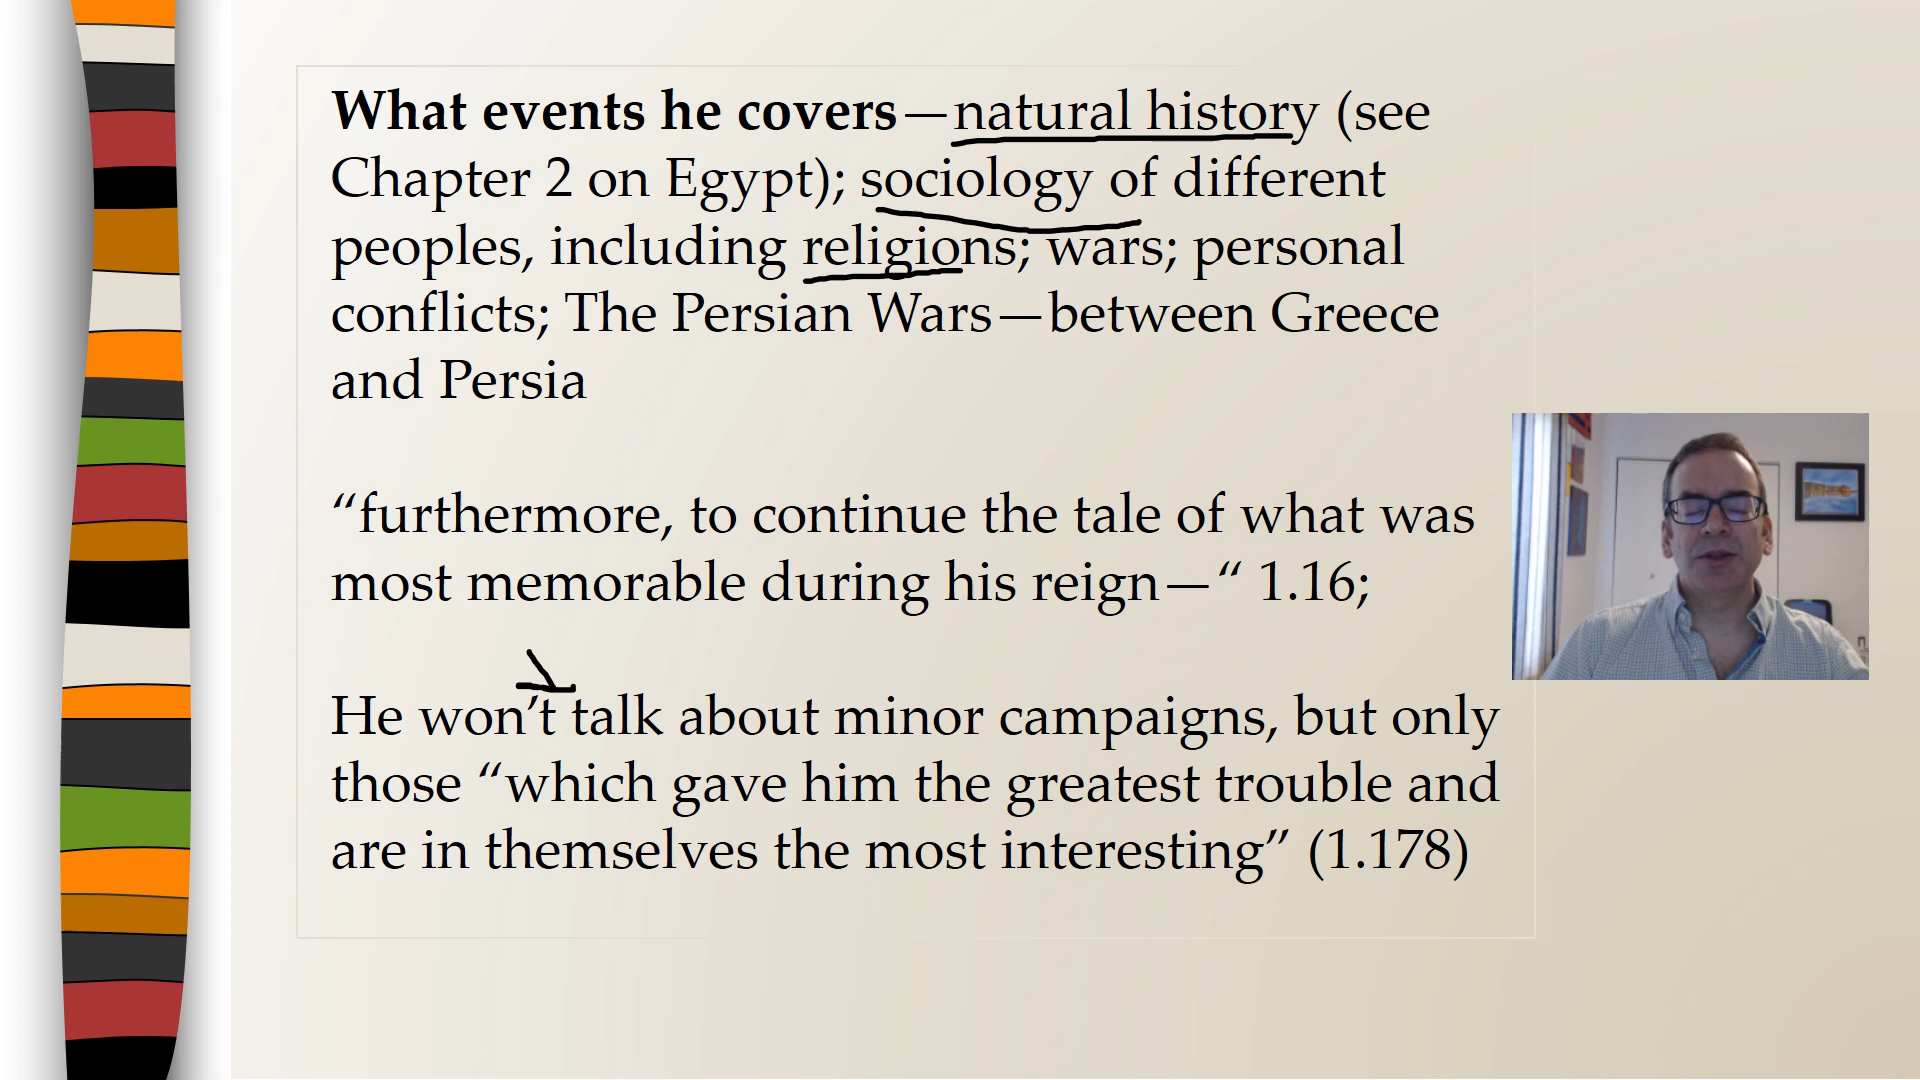 What events he covers—natural history (see
Chapter 2 on Egypt); sociology of different
peoples, including religions; wars; personal
conflicts; The Persian Wars—between Greece
and Persia
“furthermore, to continue the tale of what was
most memorable during his reign—“ 1.16;
He won’t talk about minor campaigns, but only
those “which gave him the greatest trouble and
are in themselves the most interesting” (1.178)